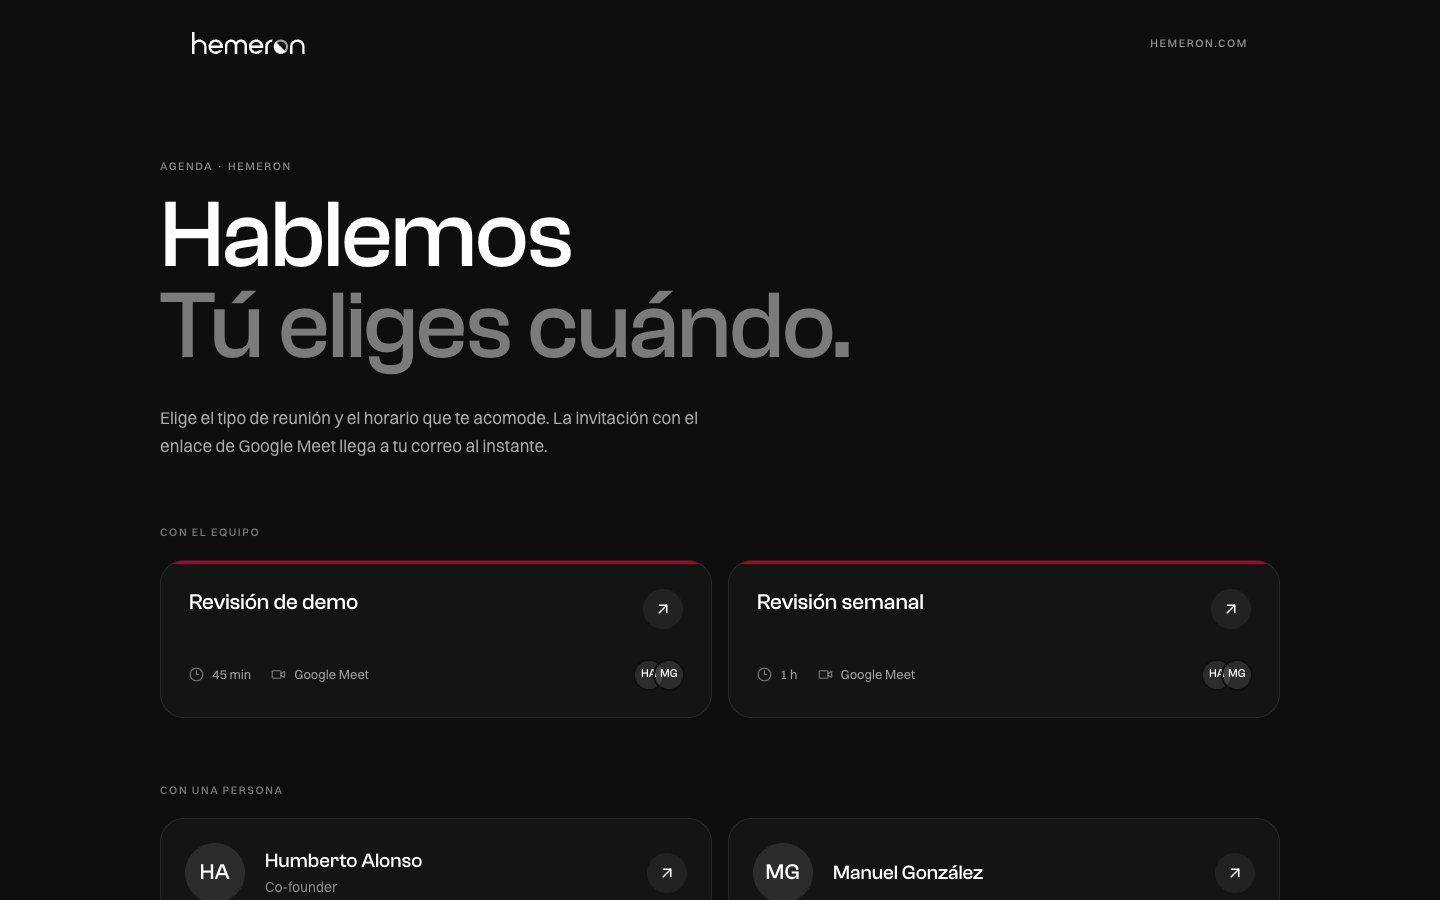 hemeron
HEMERON.COM
AGENDA · HEMERON
Hablemos
Tú eliges cuándo.
Elige el tipo de reunión y el horario que te acomode. La invitación con el
enlace de Google Meet llega a tu correo al instante.
CON EL EQUIPO
Revisión de demo
45 min
Google Meet
HA
MG
Revisión semanal
1 h
Google Meet
HA
MG
CON UNA PERSONA
HA
Humberto Alonso
Co-founder
MG
Manuel González